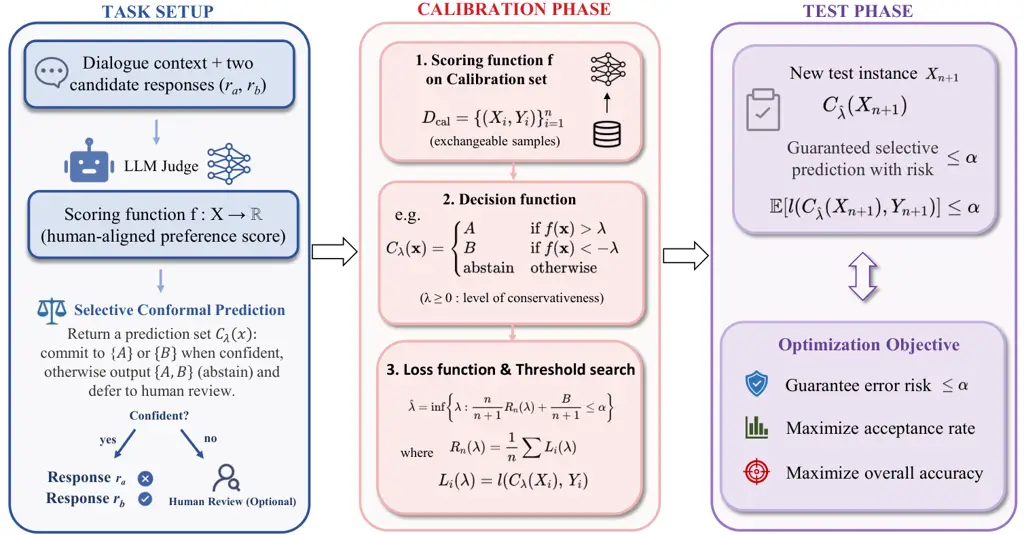 TASK SETUP
Dialogue context + two
candidate responses (rₐ, r_b)
LLM Judge
Scoring function f : X → ℝ
(human-aligned preference score)
Selective Conformal Prediction
Return a prediction set C_λ(x):
commit to {A} or {B} when confident,
otherwise output {A, B} (abstain) and
defer to human review.
Confident?
yes
no
Response rₐ
Response r_b
Human Review (Optional)
CALIBRATION PHASE
1. Scoring function f
on Calibration set
D_cal = {(X_i, Y_i)}_{i=1}^n
(exchangeable samples)
2. Decision function
e.g.
C_λ(x) = { A if f(x) > λ
B if f(x) < −λ
abstain otherwise
(λ ≥ 0 : level of conservativeness)
3. Loss function & Threshold search
λ̂ = inf{λ : n/(n+1) R_n(λ) + B/(n+1) ≤ α}
where R_n(λ) = 1/n ∑ L_i(λ)
L_i(λ) = l(C_λ(X_i), Y_i)
TEST PHASE
New test instance X_{n+1}
C_λ̂(X_{n+1})
Guaranteed selective
prediction with risk ≤ α
𝔼[l(C_λ̂(X_{n+1}), Y_{n+1})] ≤ α
Optimization Objective
Guarantee error risk ≤ α
Maximize acceptance rate
Maximize overall accuracy